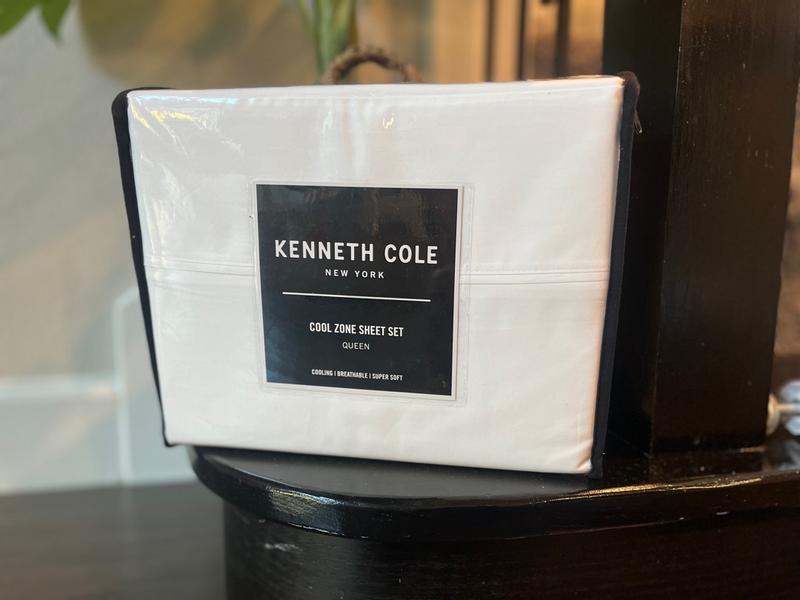 KENNETH COLE
NEW YORK
COOL ZONE SHEET SET
QUEEN
COOLING | BREATHABLE | SUPER SOFT